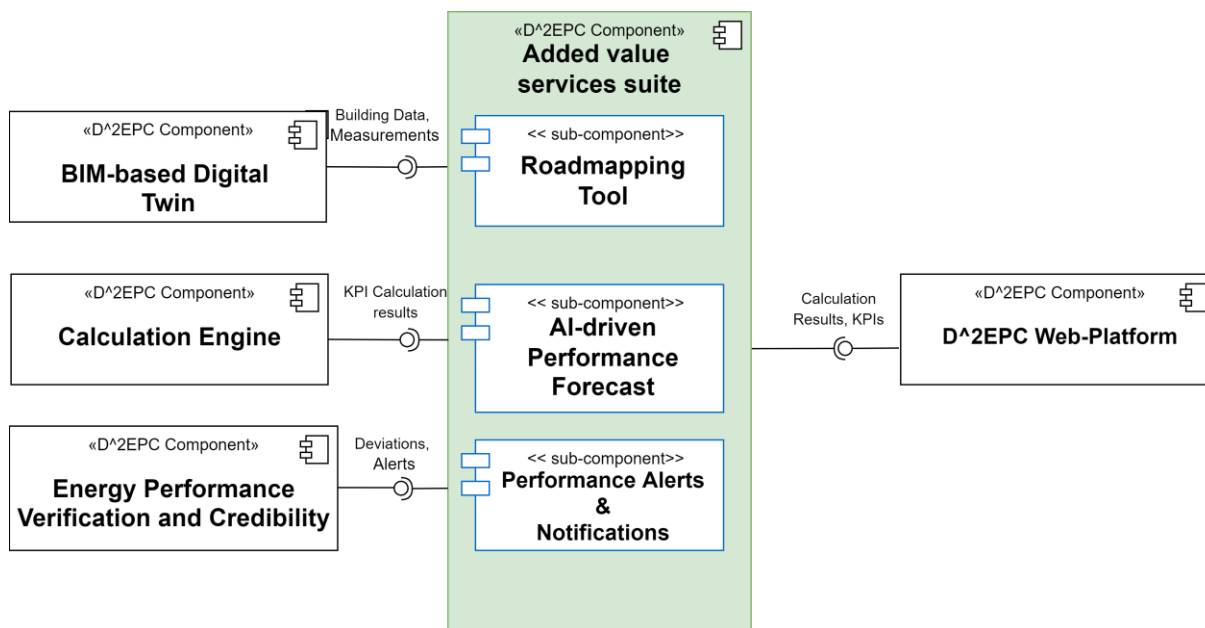 «D^2EPC Component»
Added value
services suite
«D^2EPC Component»
BIM-based Digital
Twin
Building Data,
Measurements
<< sub-component>>
Roadmapping
Tool
«D^2EPC Component»
Calculation Engine
KPI Calculation
results
<< sub-component>>
AI-driven
Performance
Forecast
Calculation
Results, KPIs
«D^2EPC Component»
D^2EPC Web-Platform
«D^2EPC Component»
Energy Performance
Verification and Credibility
Deviations,
Alerts
<< sub-component>>
Performance Alerts
&
Notifications